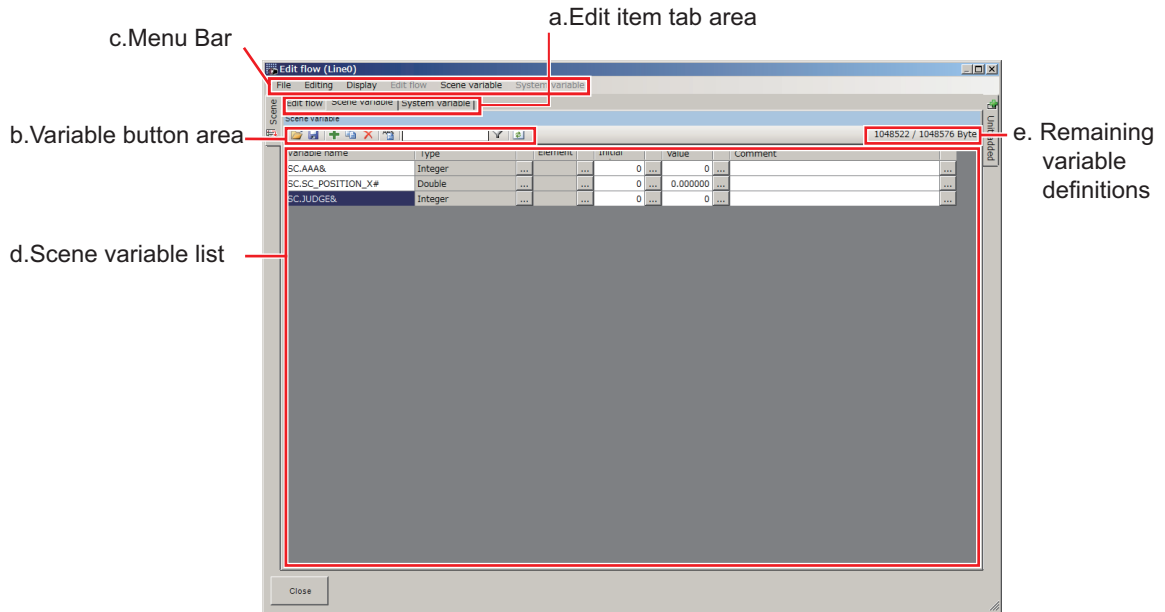 a.Edit item tab area
c.Menu Bar
Edit flow (Line0)
File Editing Display Edit flow Scene variable System variable
Scene
Edit flow Scene variable System variable
Scene variable
b.Variable button area
1048522 / 1048576 Byte
Unit added
e. Remaining
variable
definitions
Variable name Type Element Initial Value Comment
SC.AAA& Integer ... ... 0 ... 0 ... ...
SC.SC_POSITION_X# Double ... ... 0 ... 0.000000 ... ...
SC.JUDGE& Integer ... ... 0 ... 0 ... ...
d.Scene variable list
Close